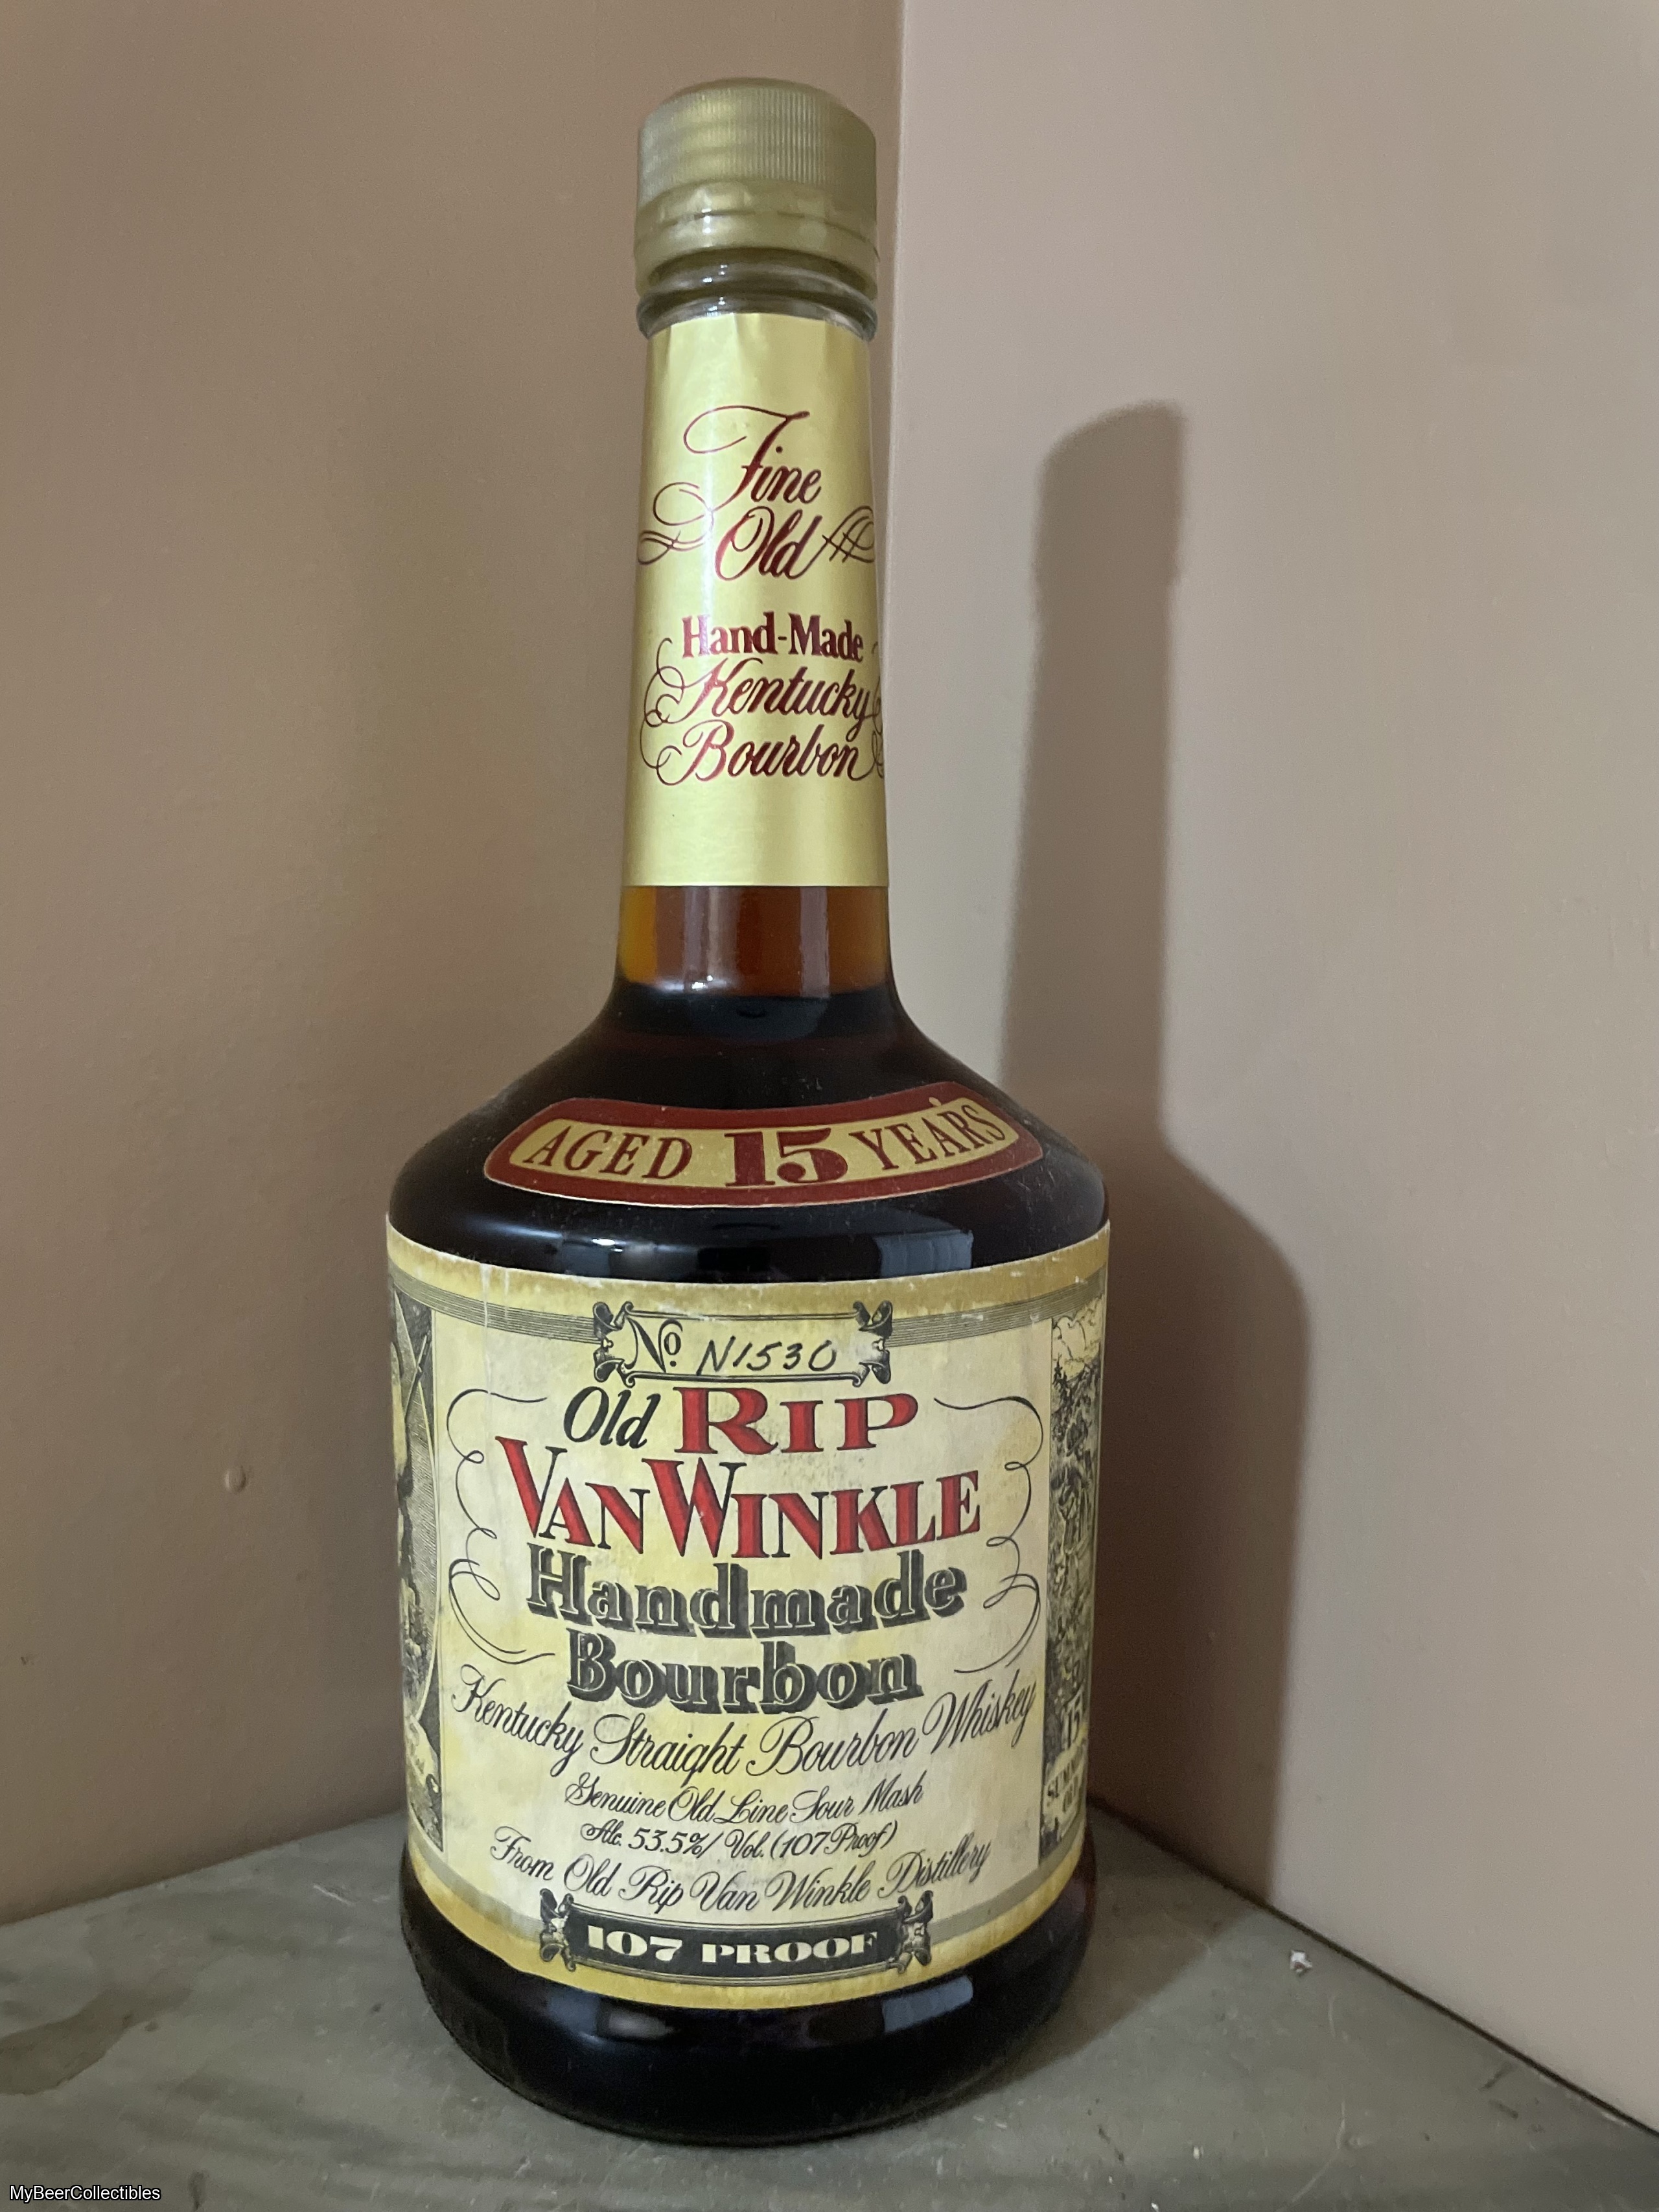 Fine
Old
Hand-Made
Kentucky
Bourbon
AGED 15 YEARS
No. N1530
Old RIP
VAN WINKLE
Handmade
Bourbon
Kentucky Straight Bourbon Whiskey
Genuine Old Line Sour Mash
Alc. 53.5%/Vol. (107 Proof)
From Old Rip Van Winkle Distillery
107 PROOF
15
MyBeerCollectibles